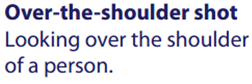 Over-the-shoulder shot
Looking over the shoulder
of a person.